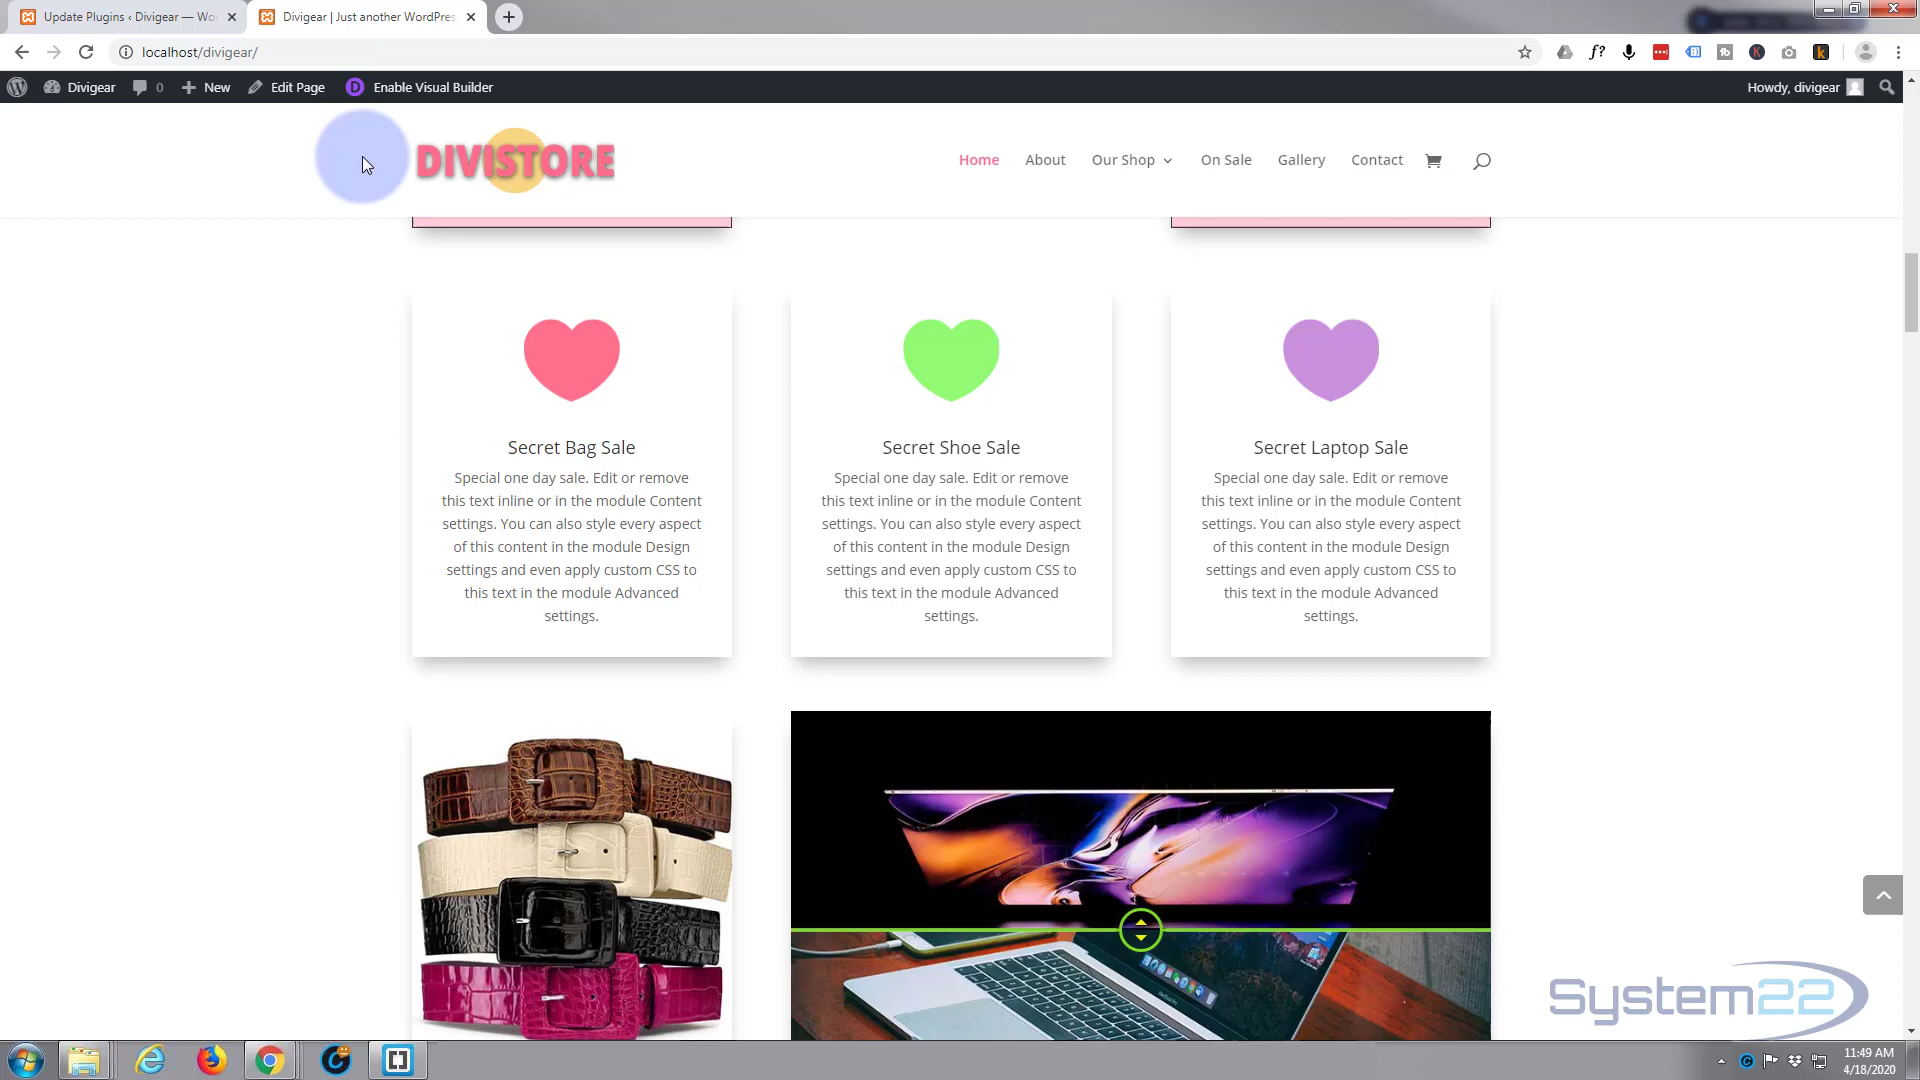 Update Plugins ‹ Divigear — Wo
Divigear | Just another WordPres
localhost/divigear/
Divigear
0
New
Edit Page
Enable Visual Builder
Howdy, divigear
DIVISTORE
Home
About
Our Shop
On Sale
Gallery
Contact
Secret Bag Sale
Special one day sale. Edit or remove
this text inline or in the module Content
settings. You can also style every aspect
of this content in the module Design
settings and even apply custom CSS to
this text in the module Advanced
settings.
Secret Shoe Sale
Special one day sale. Edit or remove
this text inline or in the module Content
settings. You can also style every aspect
of this content in the module Design
settings and even apply custom CSS to
this text in the module Advanced
settings.
Secret Laptop Sale
Special one day sale. Edit or remove
this text inline or in the module Content
settings. You can also style every aspect
of this content in the module Design
settings and even apply custom CSS to
this text in the module Advanced
settings.
System22
11:49 AM
4/18/2020